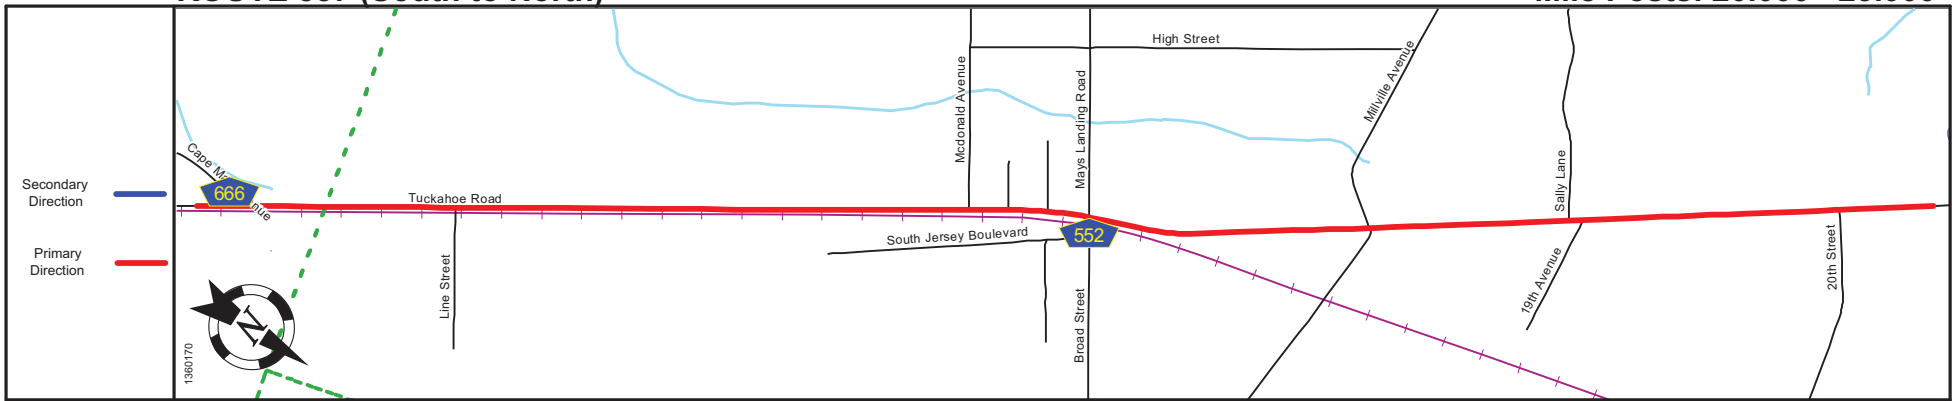 High Street
Mcdonald Avenue
Mays Landing Road
Millville Avenue
Sally Lane
Secondary
Direction
666
Tuckahoe Road
552
South Jersey Boulevard
Primary
Direction
Line Street
Broad Street
19th Avenue
20th Street
N
1360170